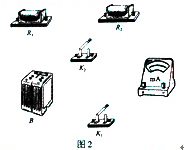 R₁ R₂
K₂
mA
B K₁
图 2